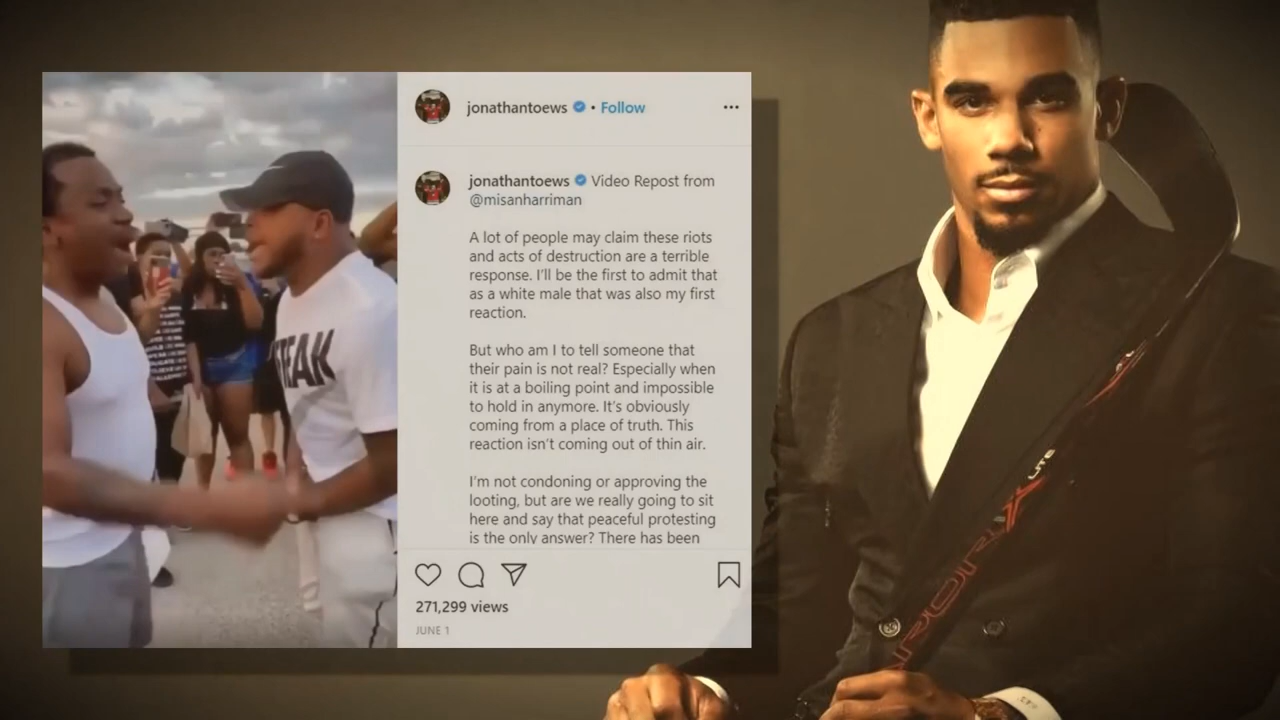 jonathantoews • Follow
jonathantoews Video Repost from
@misanharriman
A lot of people may claim these riots
and acts of destruction are a terrible
response. I'll be the first to admit that
as a white male that was also my first
reaction.
But who am I to tell someone that
their pain is not real? Especially when
it is at a boiling point and impossible
to hold in anymore. It's obviously
coming from a place of truth. This
reaction isn't coming out of thin air.
I'm not condoning or approving the
looting, but are we really going to sit
here and say that peaceful protesting
is the only answer? There has been
271,299 views
JUNE 1
LITE